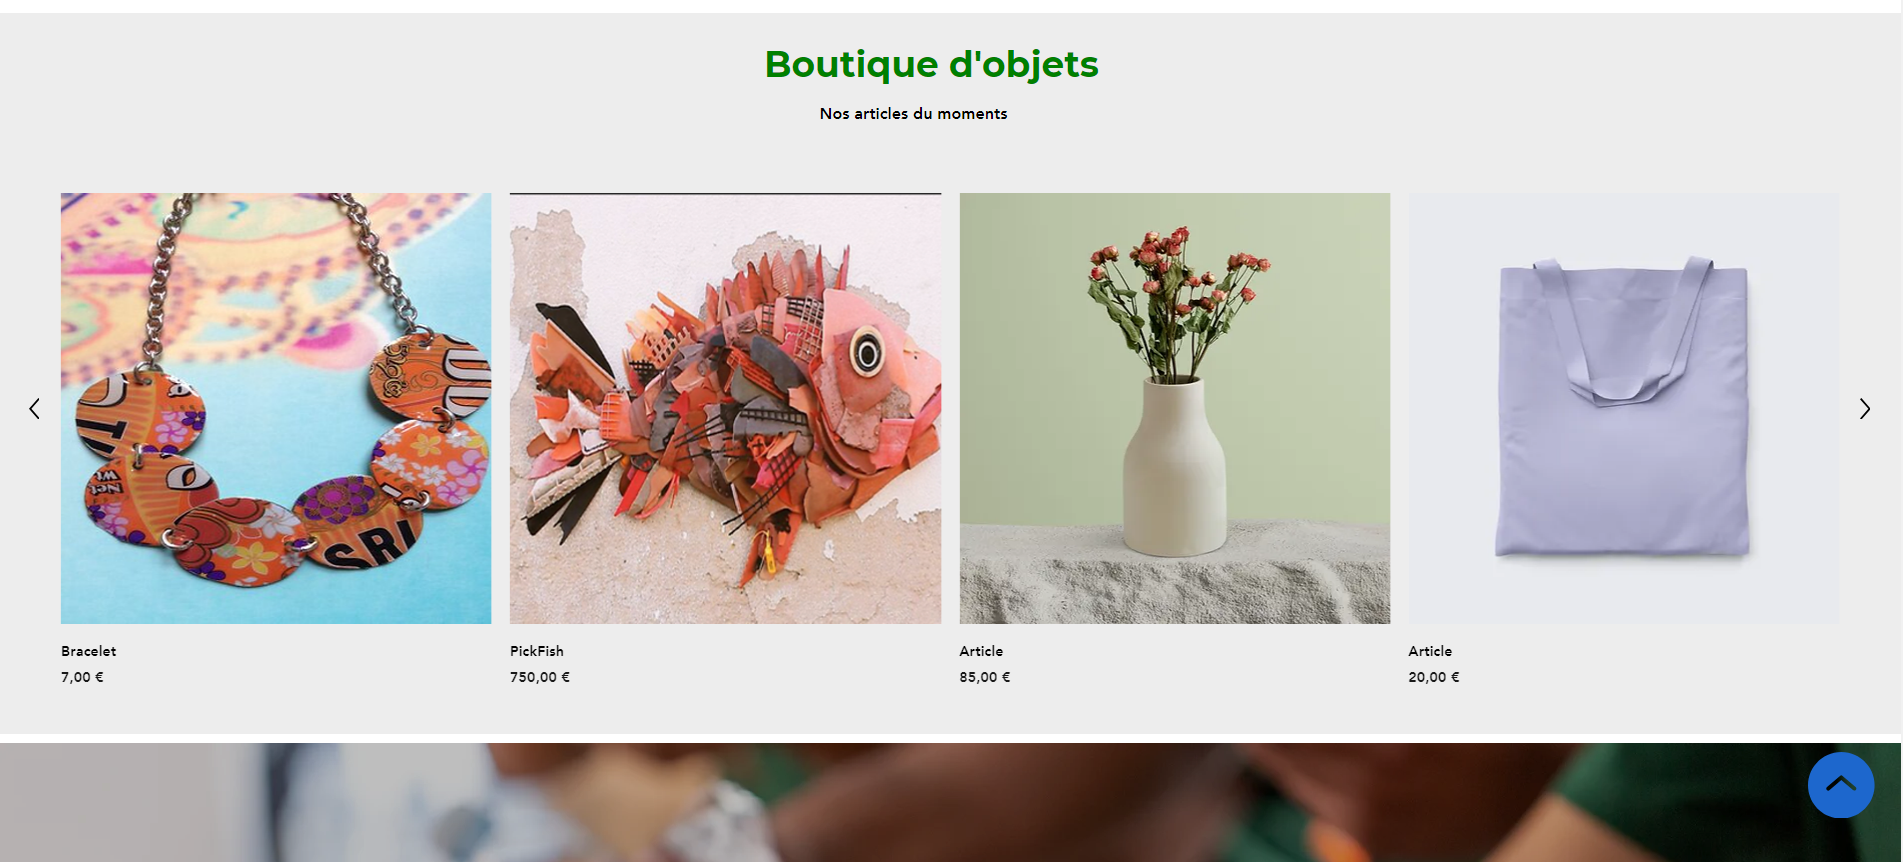 Boutique d'objets
Nos articles du moments
Bracelet
7,00 €
PickFish
750,00 €
Article
85,00 €
Article
20,00 €